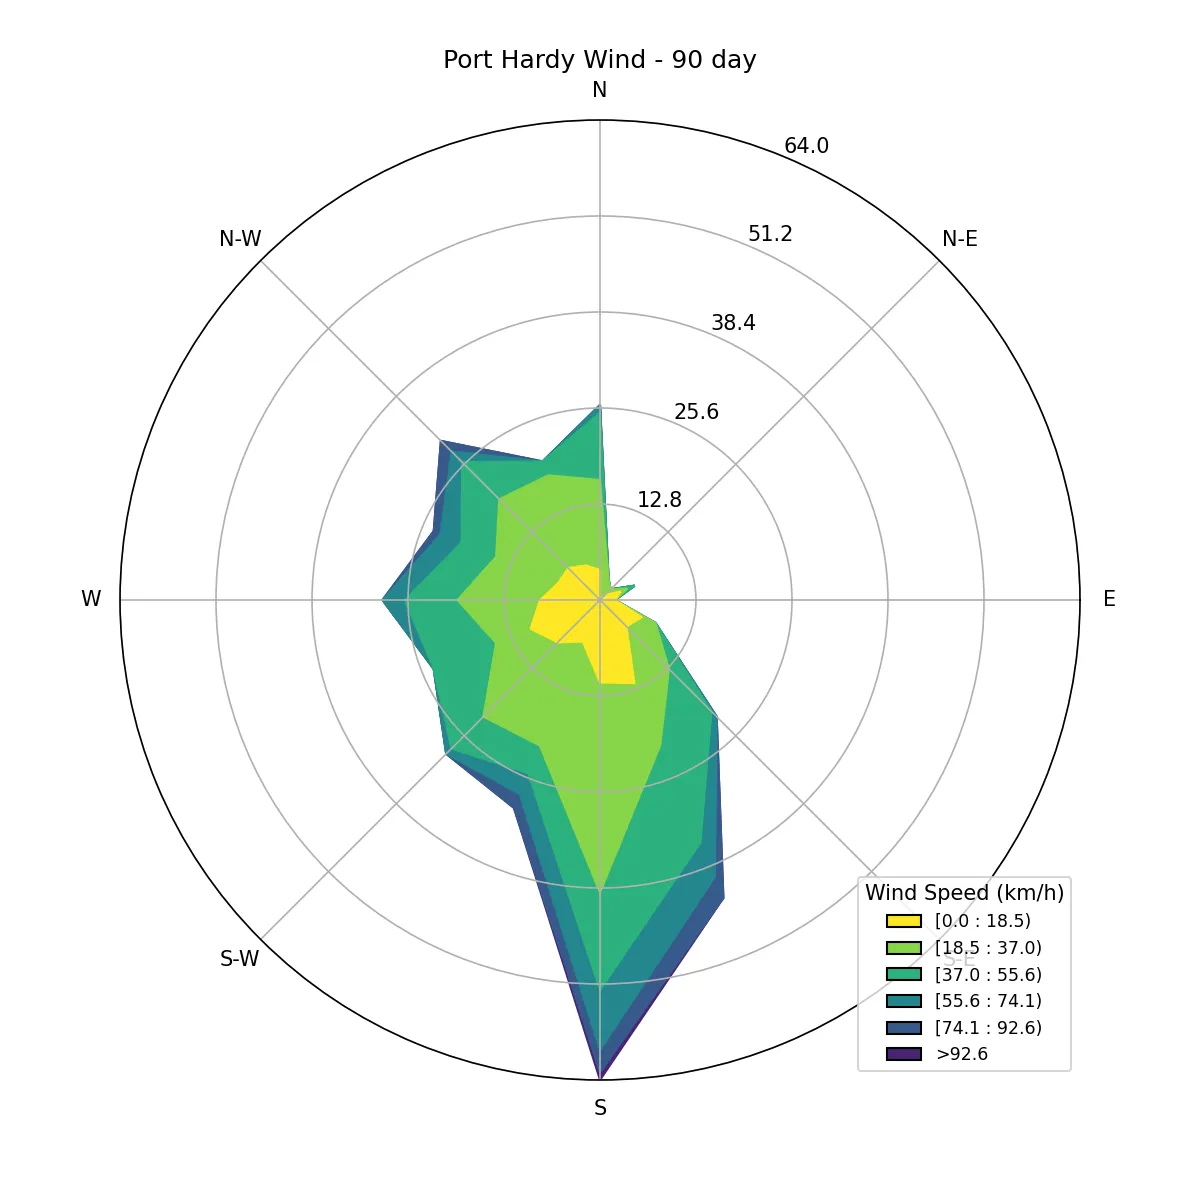 Port Hardy Wind - 90 day
N
64.0
N-W
51.2
N-E
38.4
25.6
12.8
W
E
S-W
S-E
Wind Speed (km/h)
[0.0 : 18.5)
[18.5 : 37.0)
[37.0 : 55.6)
[55.6 : 74.1)
[74.1 : 92.6)
>92.6
S